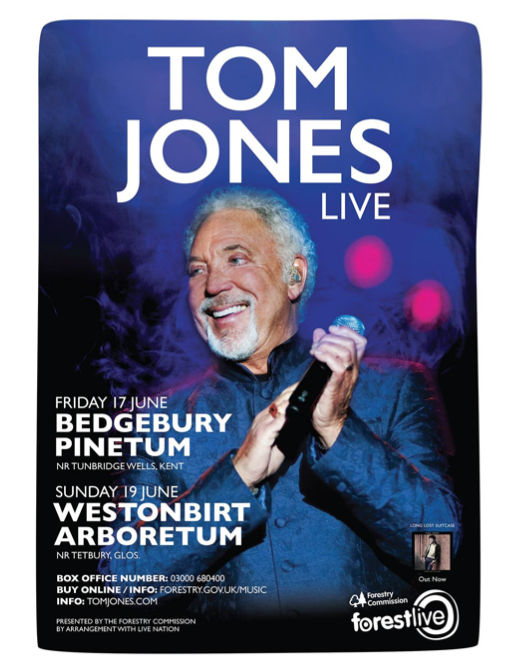 TOM
JONES
LIVE
FRIDAY 17 JUNE
BEDGEBURY
PINETUM
NR TUNBRIDGE WELLS, KENT
SUNDAY 19 JUNE
WESTONBIRT
ARBORETUM
NR TETBURY, GLOS.
BOX OFFICE NUMBER: 03000 680400
BUY ONLINE / INFO: FORESTRY.GOV.UK/MUSIC
INFO: TOMJONES.COM
PRESENTED BY THE FORESTRY COMMISSION
BY ARRANGEMENT WITH LIVE NATION
LONG LOST SUITCASE
Out Now
Forestry
Commission
forestlive